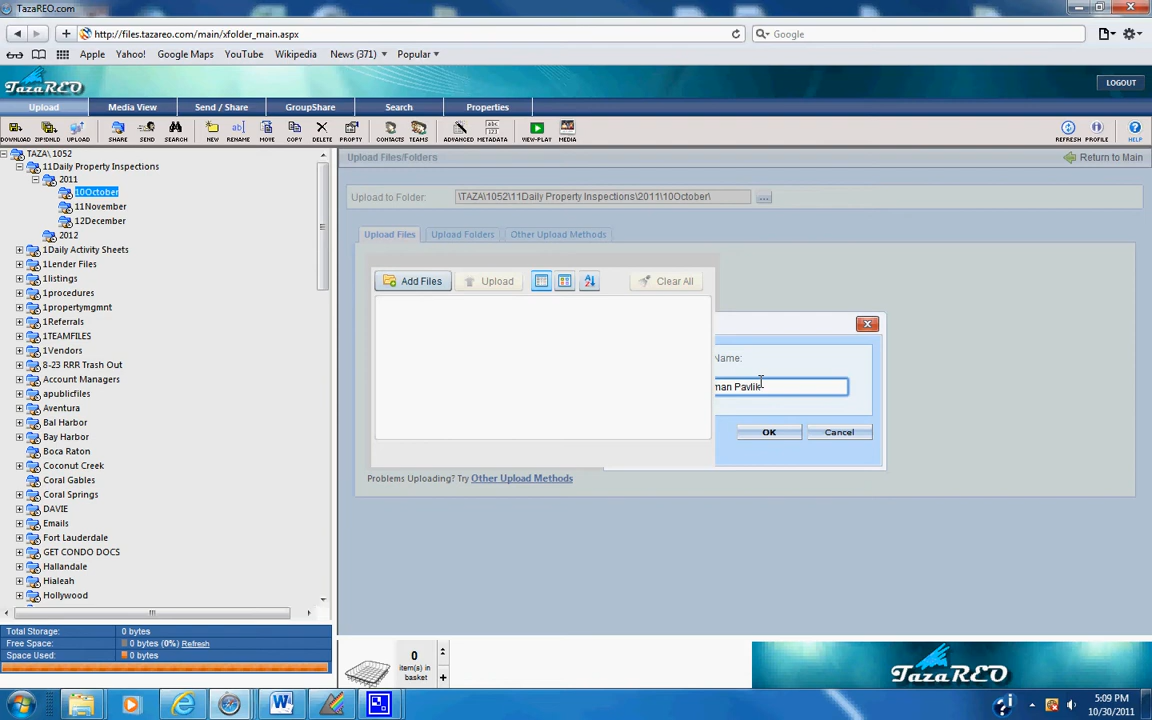 TazaREO.com
http://files.tazareo.com/main/xfolder_main.aspx
Google
Apple Yahoo! Google Maps YouTube Wikipedia News (371) Popular
TazaREO
LOGOUT
Upload Media View Send / Share GroupShare Search Properties
DOWNLOAD ZIP$DNLD UPLOAD SHARE SEND SEARCH NEW RENAME MOVE COPY DELETE PROPTY CONTACTS TEAMS ADVANCED METADATA VIEW-PLAY MEDIA REFRESH PROFILE HELP
TAZA\1052
11Daily Property Inspections
2011
10October
11November
12December
2012
1Daily Activity Sheets
1Lender Files
1listings
1procedures
1propertymgmnt
1Referrals
1TEAMFILES
1Vendors
8-23 RRR Trash Out
Account Managers
apublicfiles
Aventura
Bal Harbor
Bay Harbor
Boca Raton
Coconut Creek
Coral Gables
Coral Springs
DAVIE
Emails
Fort Lauderdale
GET CONDO DOCS
Hallandale
Hialeah
Hollywood
Total Storage: 0 bytes
Free Space: 0 bytes (0%) Refresh
Space Used: 0 bytes
Upload Files/Folders
Return to Main
Upload to Folder: \TAZA\1052\11Daily Property Inspections\2011\10October\ ...
Upload Files Upload Folders Other Upload Methods
Add Files Upload Clear All
Name:
man Pavlik
OK Cancel
Problems Uploading? Try Other Upload Methods
0
item(s) in
basket
TazaREO
5:09 PM
10/30/2011